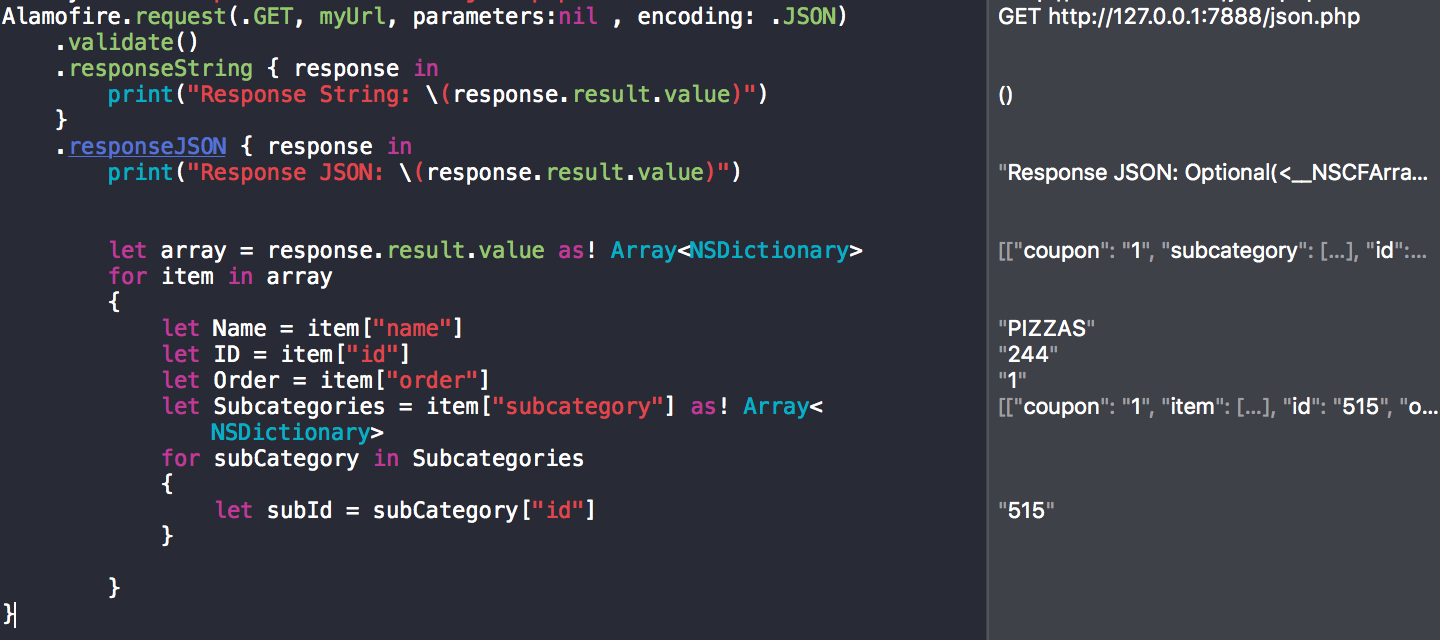 Alamofire.request(.GET, myUrl, parameters:nil , encoding: .JSON)
GET http://127.0.0.1:7888/json.php
.validate()
.responseString { response in
print("Response String: \(response.result.value)")
()
}
.responseJSON { response in
print("Response JSON: \(response.result.value)")
"Response JSON: Optional(<__NSCFArra...
let array = response.result.value as! Array<NSDictionary>
[["coupon": "1", "subcategory": [...], "id":...
for item in array
{
let Name = item["name"]
"PIZZAS"
let ID = item["id"]
"244"
let Order = item["order"]
"1"
let Subcategories = item["subcategory"] as! Array<
[["coupon": "1", "item": [...], "id": "515", "o...
NSDictionary>
for subCategory in Subcategories
{
let subId = subCategory["id"]
"515"
}
}
}